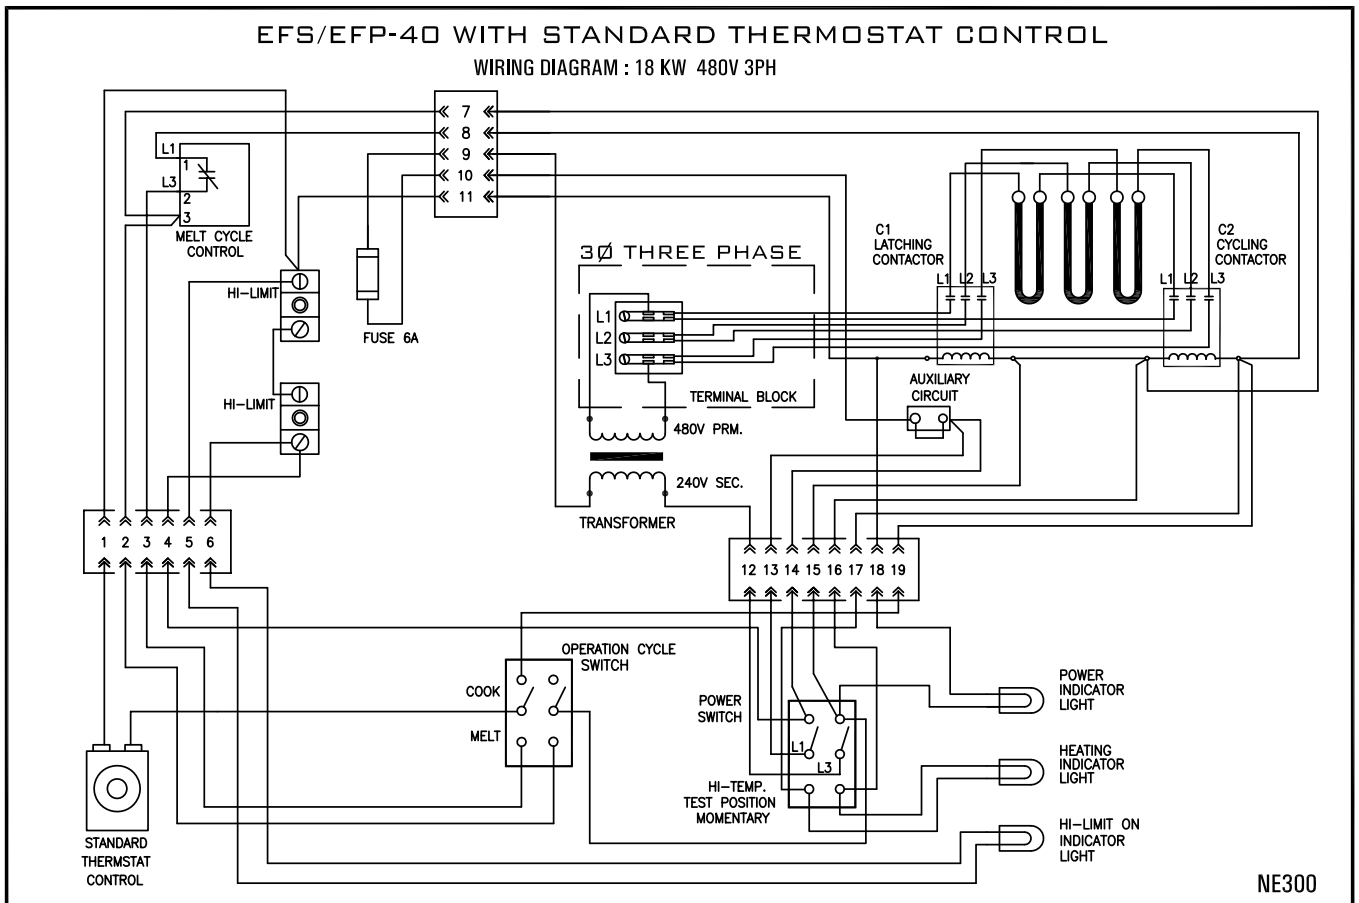 EFS/EFP-40 WITH STANDARD THERMOSTAT CONTROL
WIRING DIAGRAM : 18 KW 480V 3PH
7
8
9
10
11
L1
1
L3
2
3
MELT CYCLE
CONTROL
HI-LIMIT
HI-LIMIT
FUSE 6A
3Ø THREE PHASE
L1
L2
L3
TERMINAL BLOCK
480V PRM.
240V SEC.
TRANSFORMER
C1
LATCHING
CONTACTOR
L1 L2 L3
C2
CYCLING
CONTACTOR
L1 L2 L3
AUXILIARY
CIRCUIT
1 2 3 4 5 6
12 13 14 15 16 17 18 19
OPERATION CYCLE
SWITCH
COOK
MELT
POWER
SWITCH
L1
L3
HI-TEMP.
TEST POSITION
MOMENTARY
POWER
INDICATOR
LIGHT
HEATING
INDICATOR
LIGHT
HI-LIMIT ON
INDICATOR
LIGHT
STANDARD
THERMSTAT
CONTROL
NE300